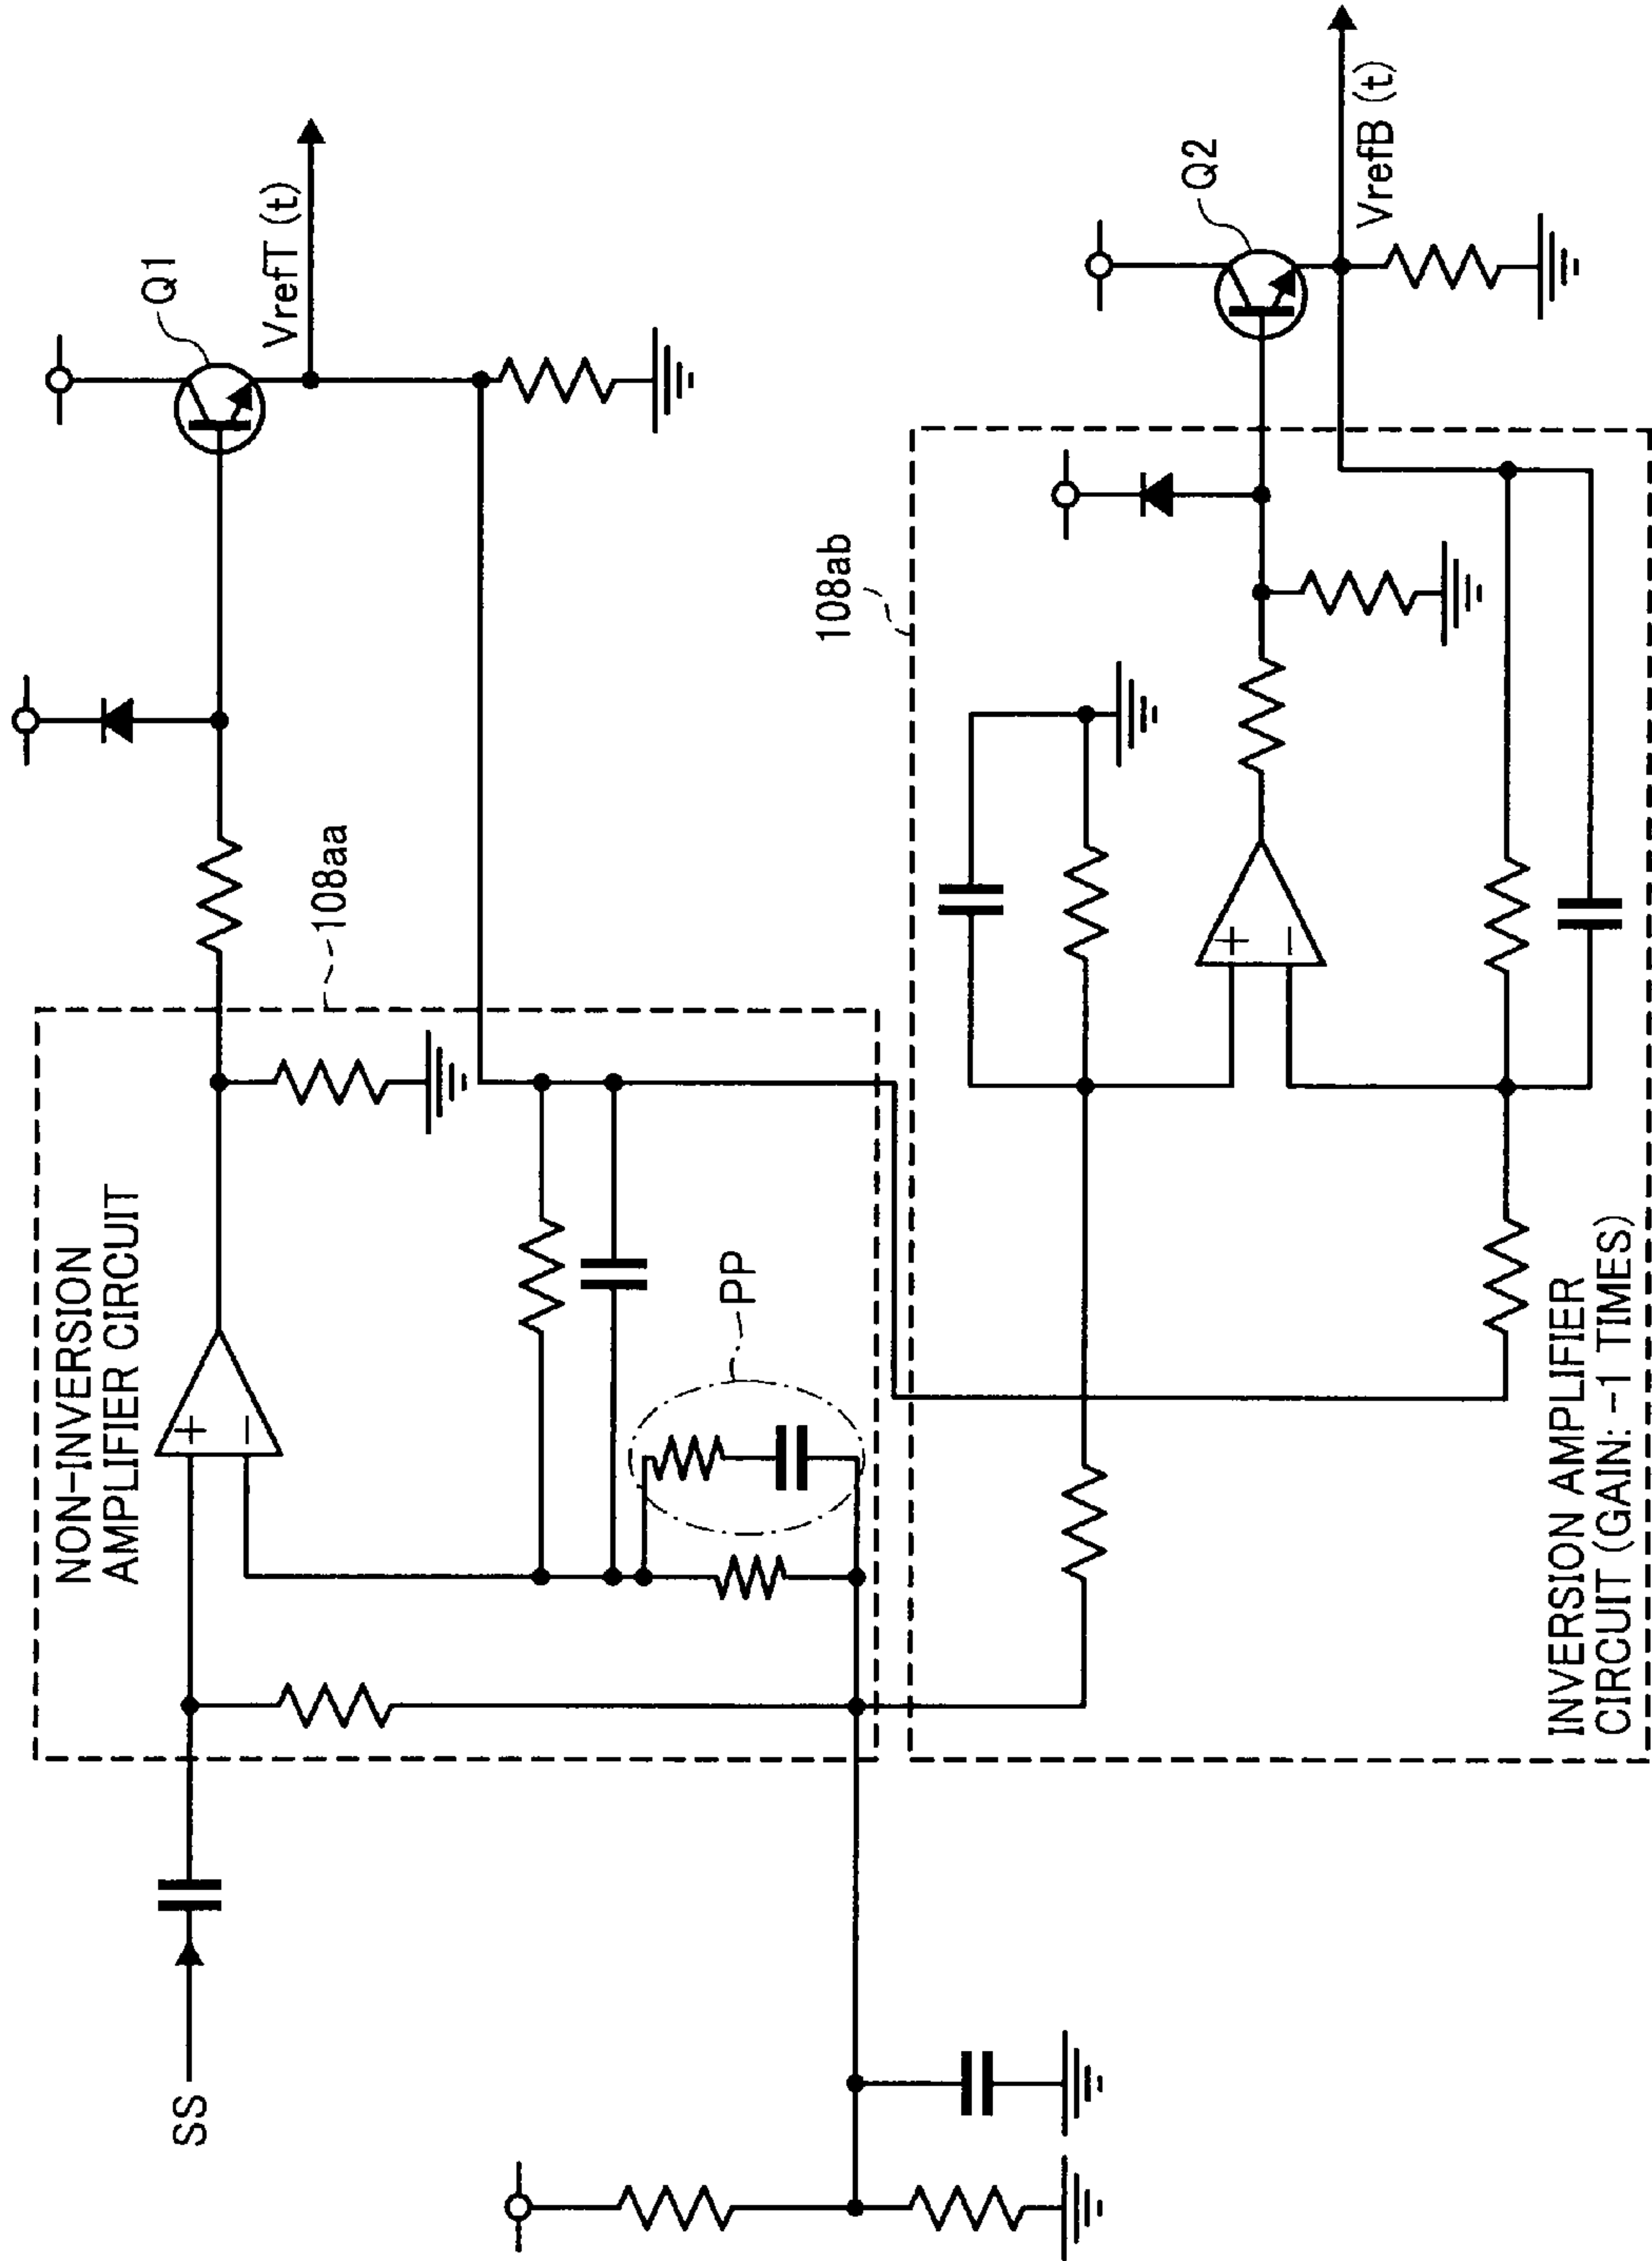 SS
NON-INVERSION
AMPLIFIER CIRCUIT
108aa
+
−
PP
Q1
VrefT (t)
108ab
+
−
Q2
VrefB (t)
INVERSION AMPLIFIER
CIRCUIT (GAIN: -1 TIMES)